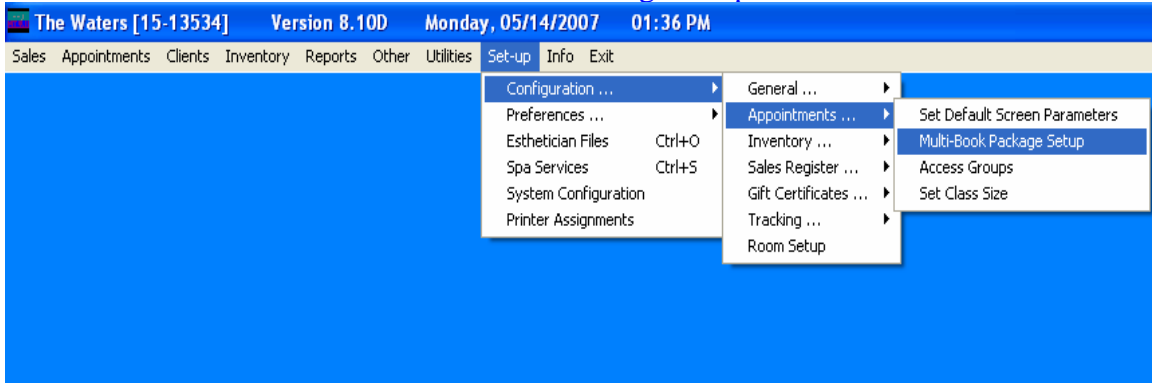 The Waters [15-13534] Version 8.10D Monday, 05/14/2007 01:36 PM
Sales Appointments Clients Inventory Reports Other Utilities Set-up Info Exit
Configuration ...
Preferences ...
Esthetician Files Ctrl+O
Spa Services Ctrl+S
System Configuration
Printer Assignments
General ...
Appointments ...
Inventory ...
Sales Register ...
Gift Certificates ...
Tracking ...
Room Setup
Set Default Screen Parameters
Multi-Book Package Setup
Access Groups
Set Class Size